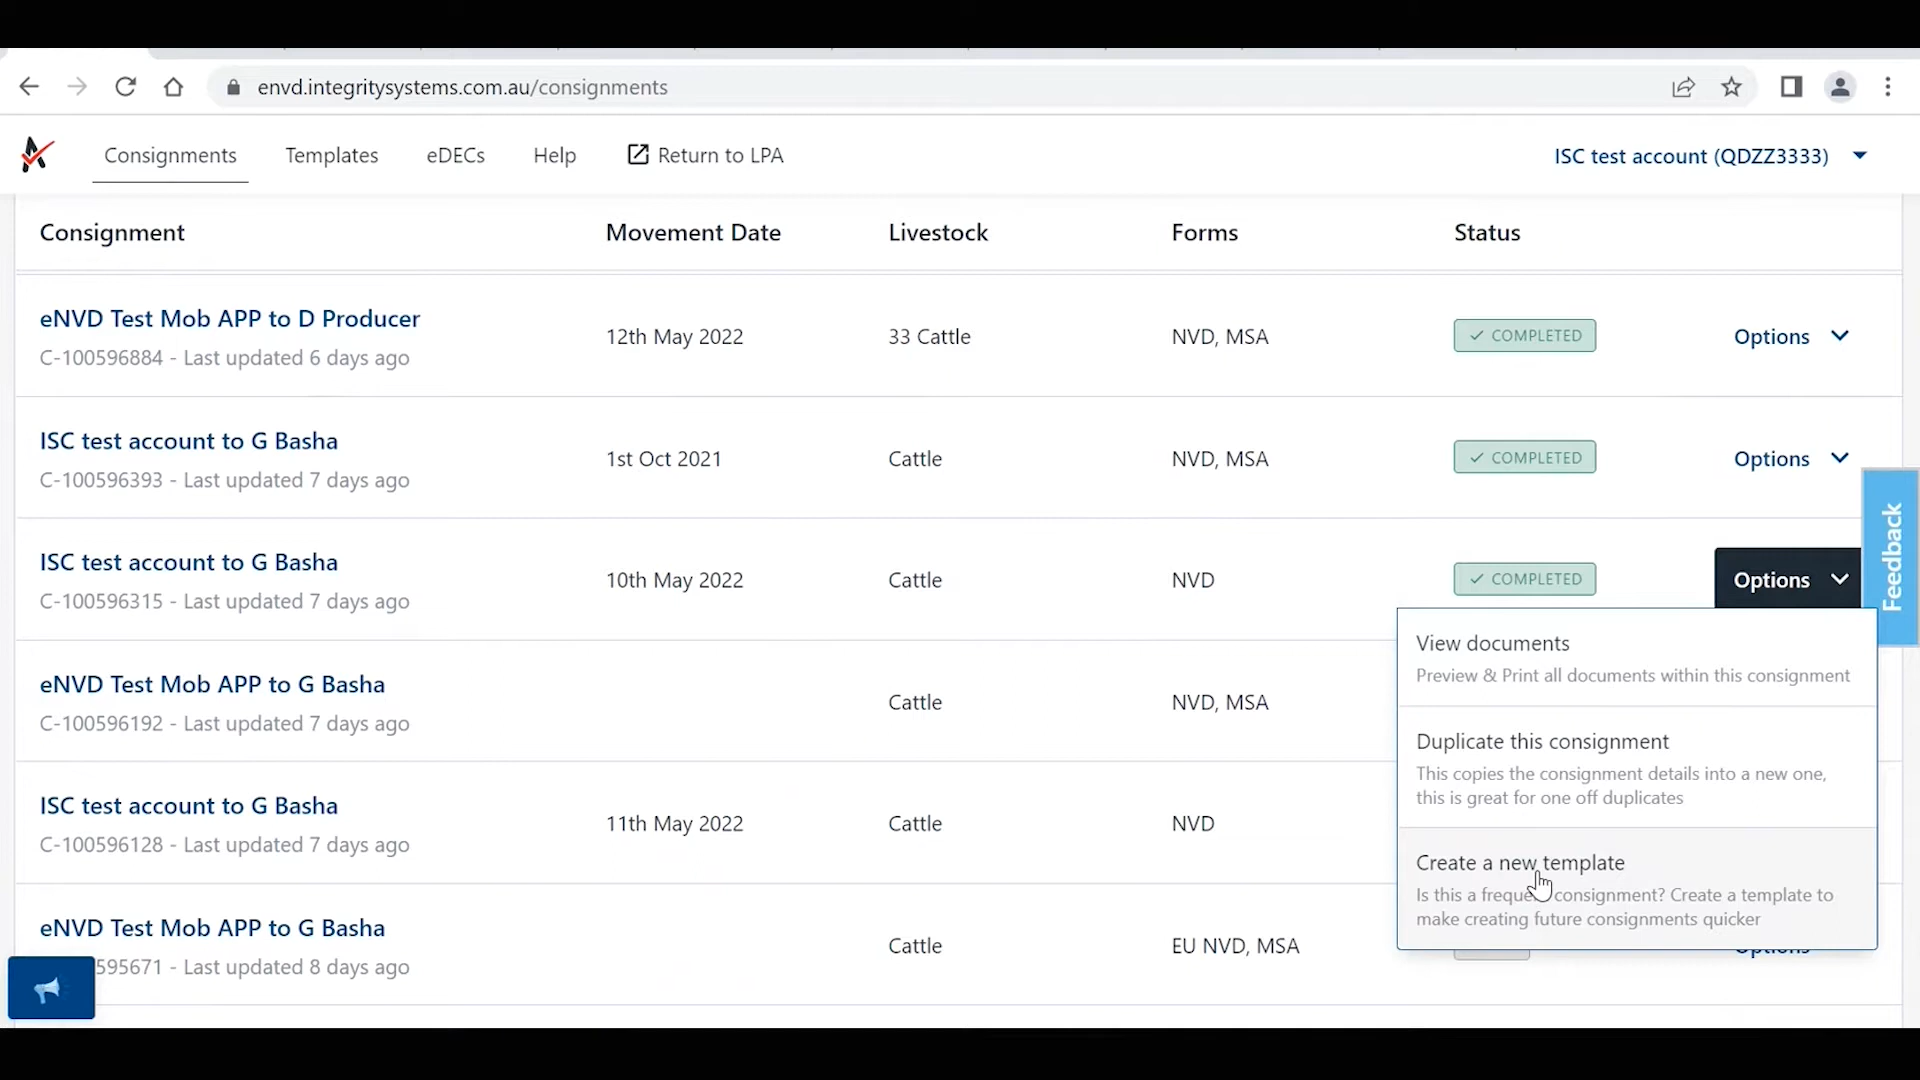 envd.integritysystems.com.au/consignments
Consignments
Templates
eDECs
Help
Return to LPA
ISC test account (QDZZ3333)
Consignment
Movement Date
Livestock
Forms
Status
eNVD Test Mob APP to D Producer
C-100596884 - Last updated 6 days ago
12th May 2022
33 Cattle
NVD, MSA
COMPLETED
Options
ISC test account to G Basha
C-100596393 - Last updated 7 days ago
1st Oct 2021
Cattle
NVD, MSA
COMPLETED
Options
ISC test account to G Basha
C-100596315 - Last updated 7 days ago
10th May 2022
Cattle
NVD
COMPLETED
Options
View documents
Preview & Print all documents within this consignment
Duplicate this consignment
This copies the consignment details into a new one,
this is great for one off duplicates
Create a new template
Is this a consignment? Create a template to
make creating future consignments quicker
eNVD Test Mob APP to G Basha
C-100596192 - Last updated 7 days ago
Cattle
NVD, MSA
ISC test account to G Basha
C-100596128 - Last updated 7 days ago
11th May 2022
Cattle
NVD
eNVD Test Mob APP to G Basha
595671 - Last updated 8 days ago
Cattle
EU NVD, MSA
Options
Feedback